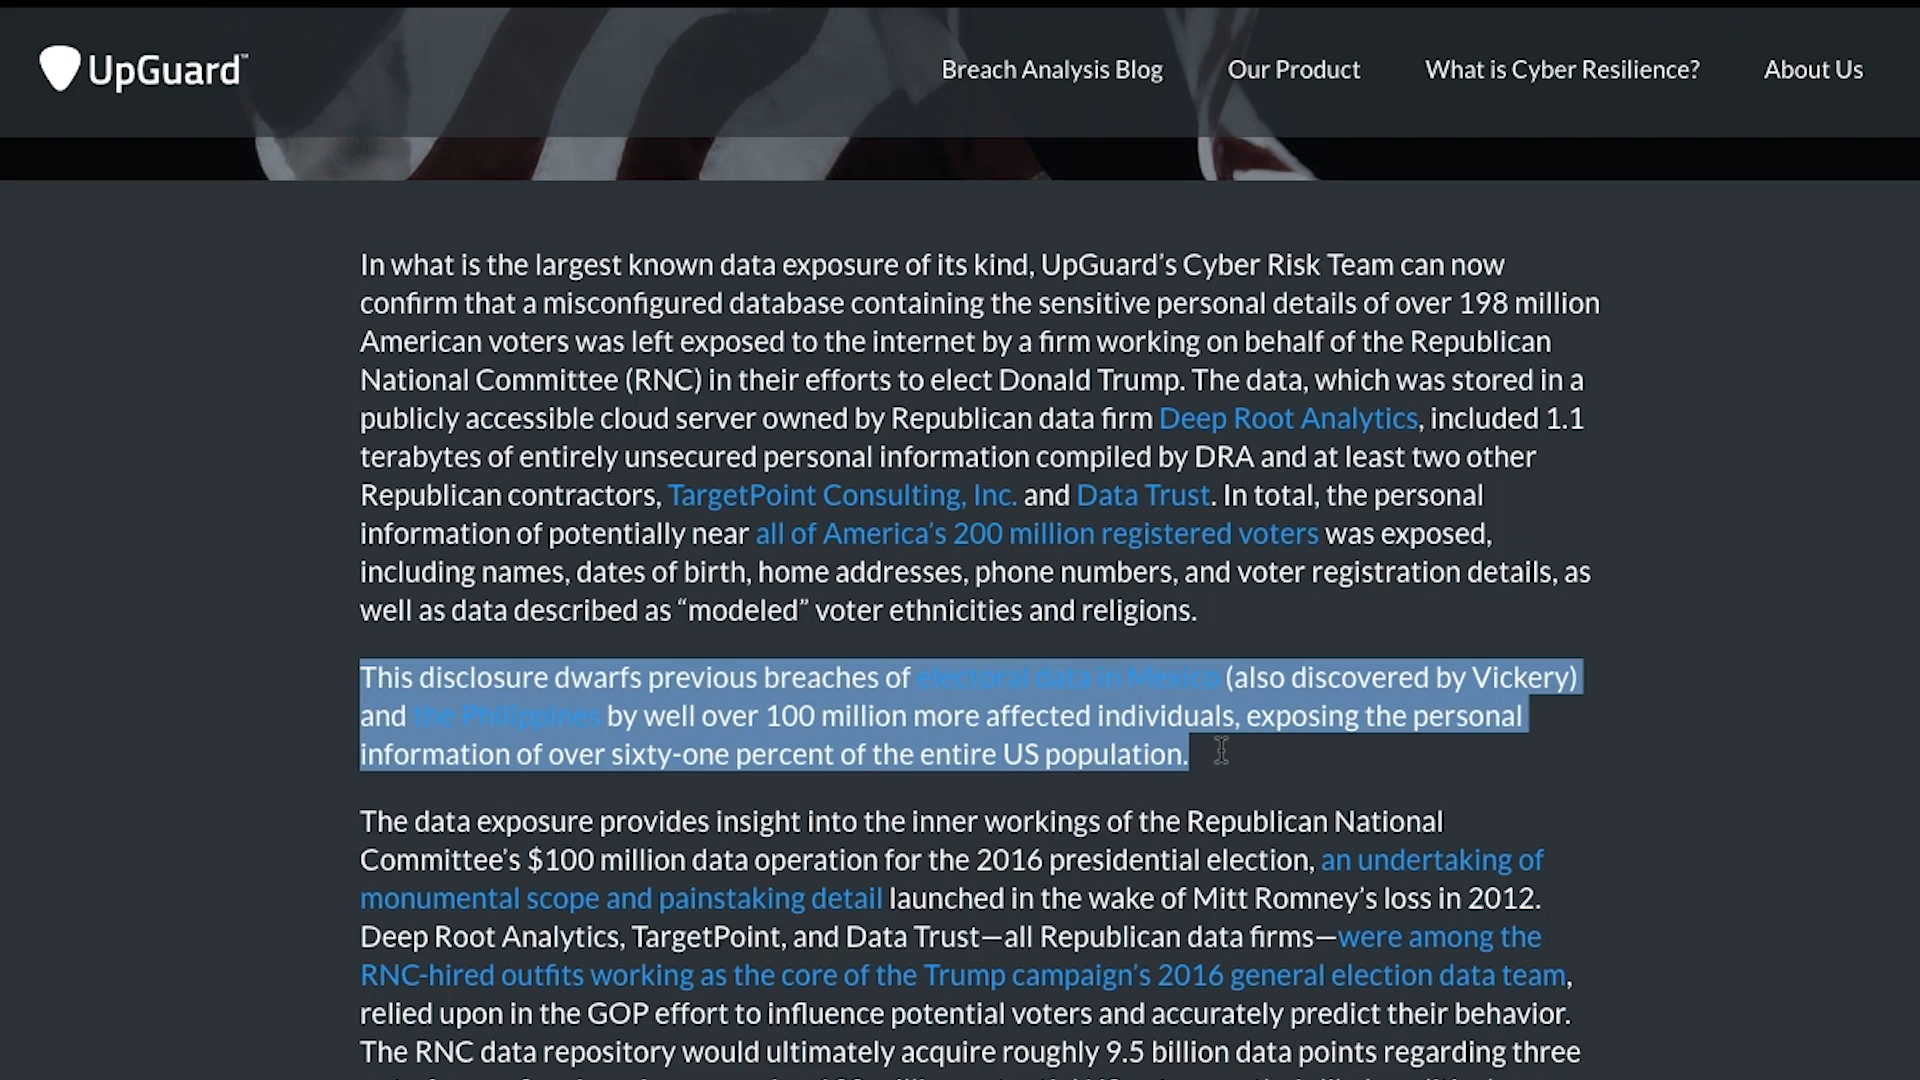 UpGuard™
Breach Analysis Blog
Our Product
What is Cyber Resilience?
About Us
In what is the largest known data exposure of its kind, UpGuard’s Cyber Risk Team can now
confirm that a misconfigured database containing the sensitive personal details of over 198 million
American voters was left exposed to the internet by a firm working on behalf of the Republican
National Committee (RNC) in their efforts to elect Donald Trump. The data, which was stored in a
publicly accessible cloud server owned by Republican data firm Deep Root Analytics, included 1.1
terabytes of entirely unsecured personal information compiled by DRA and at least two other
Republican contractors, TargetPoint Consulting, Inc. and Data Trust. In total, the personal
information of potentially near all of America’s 200 million registered voters was exposed,
including names, dates of birth, home addresses, phone numbers, and voter registration details, as
well as data described as “modeled” voter ethnicities and religions.
This disclosure dwarfs previous breaches of electoral data in Mexico (also discovered by Vickery)
and the Philippines by well over 100 million more affected individuals, exposing the personal
information of over sixty-one percent of the entire US population.
The data exposure provides insight into the inner workings of the Republican National
Committee’s $100 million data operation for the 2016 presidential election, an undertaking of
monumental scope and painstaking detail launched in the wake of Mitt Romney’s loss in 2012.
Deep Root Analytics, TargetPoint, and Data Trust—all Republican data firms—were among the
RNC-hired outfits working as the core of the Trump campaign’s 2016 general election data team,
relied upon in the GOP effort to influence potential voters and accurately predict their behavior.
The RNC data repository would ultimately acquire roughly 9.5 billion data points regarding three